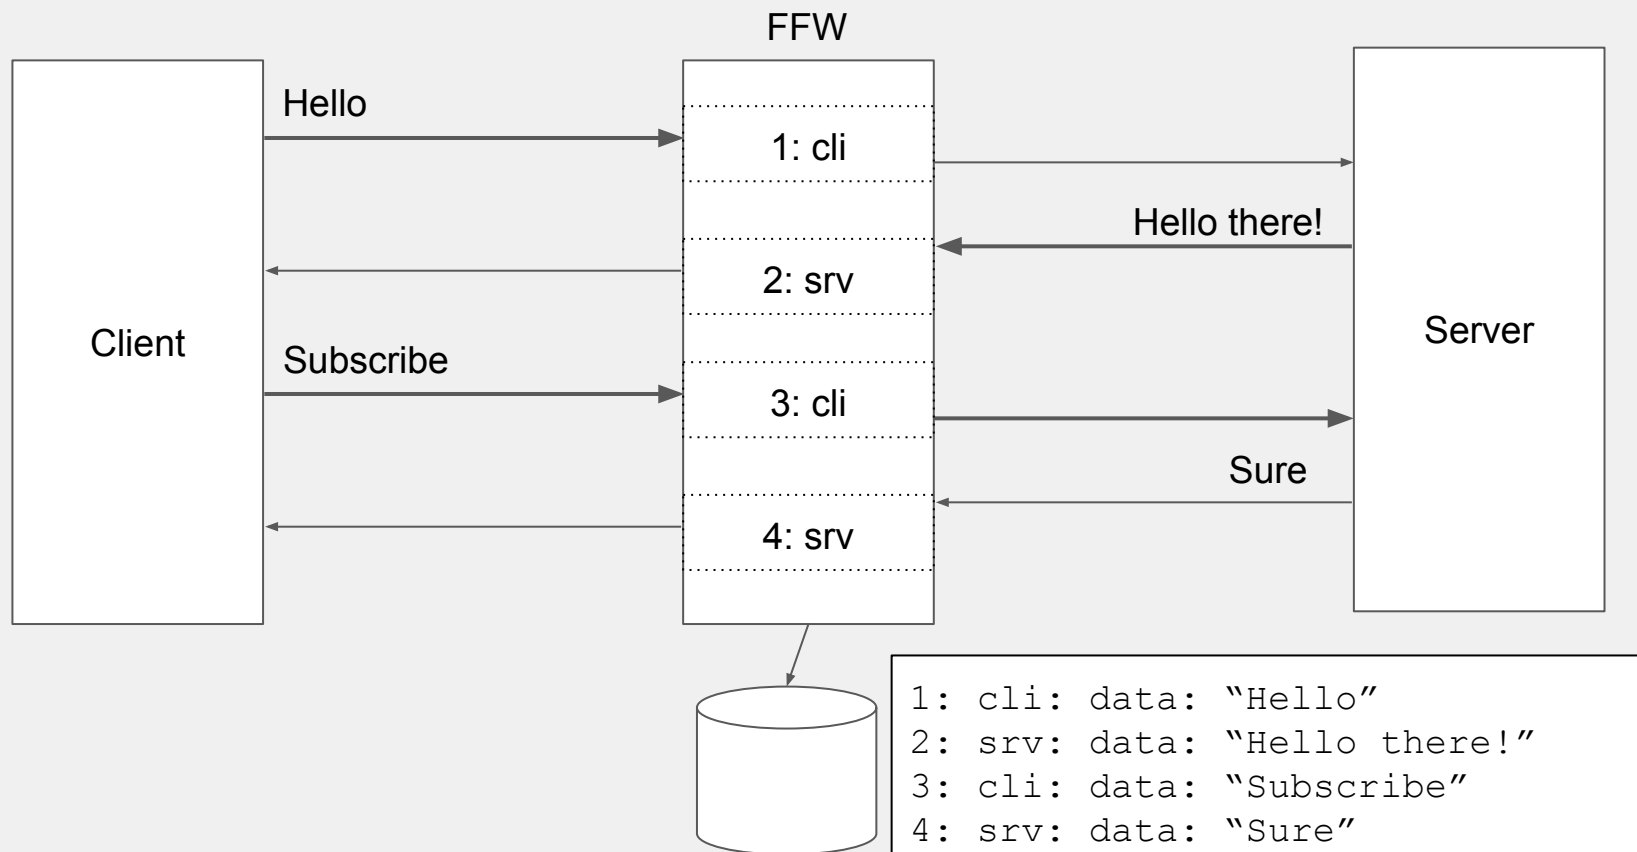 FFW
Hello
1: cli
Hello there!
2: srv
Client
Server
Subscribe
3: cli
Sure
4: srv
1: cli: data: “Hello”
2: srv: data: “Hello there!”
3: cli: data: “Subscribe”
4: srv: data: “Sure”